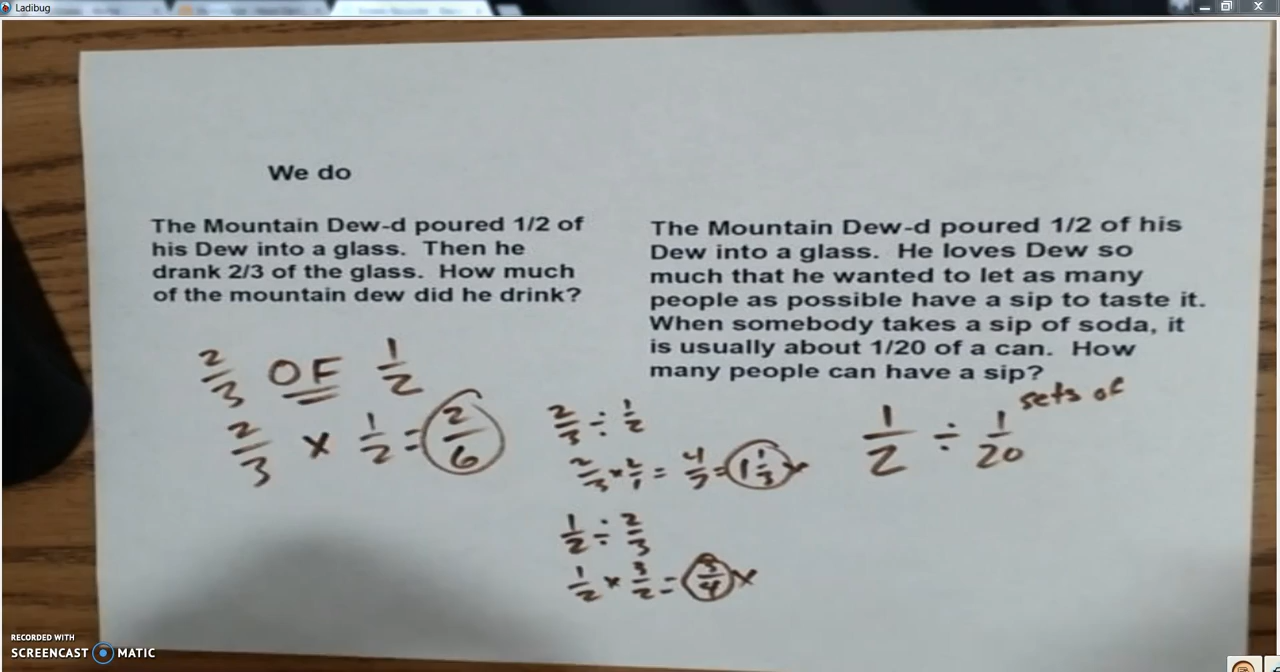 Ladibug
We do
The Mountain Dew-d poured 1/2 of
his Dew into a glass. Then he
drank 2/3 of the glass. How much
of the mountain dew did he drink?
2/3 OF 1/2
2/3 x 1/2 = 2/6
2/3 ÷ 1/2
2/3 x 2/1 = 4/3 = 1 1/3 x
1/2 ÷ 2/3
1/2 x 3/2 = 3/4 x
The Mountain Dew-d poured 1/2 of his
Dew into a glass. He loves Dew so
much that he wanted to let as many
people as possible have a sip to taste it.
When somebody takes a sip of soda, it
is usually about 1/20 of a can. How
many people can have a sip?
sets of
1/2 ÷ 1/20
RECORDED WITH
SCREENCAST MATIC